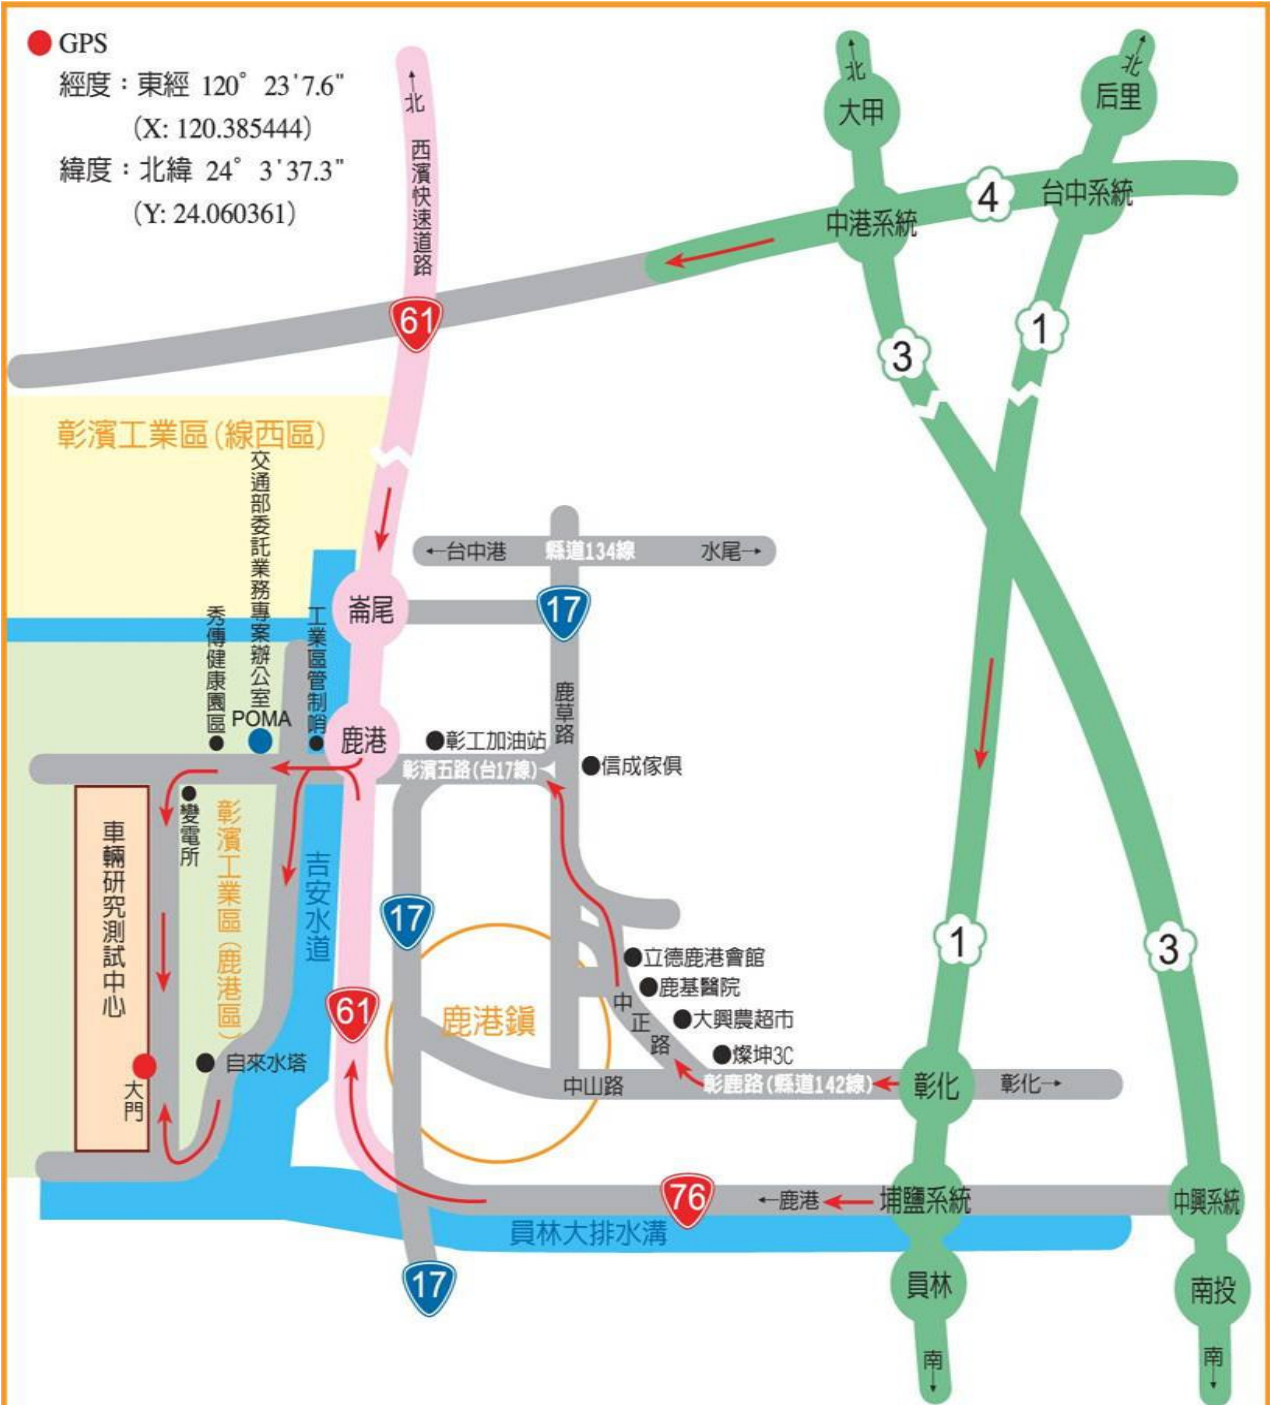 GPS
經度：東經 120° 23'7.6"
(X: 120.385444)
緯度：北緯 24° 3'37.3"
(Y: 24.060361)
←北
西濱快速道路
←北
大甲
←北
后里
中港系統
4
台中系統
61
3
1
彰濱工業區(線西區)
交通部委託業務專案辦公室
POMA
秀傳健康園區
工業區管制哨
←台中港
縣道134線
水尾→
崙尾
17
鹿港
彰工加油站
鹿草路
彰濱五路(台17線)
信成傢俱
變電所
彰濱工業區(鹿港區)
吉安水道
車輛研究測試中心
17
1
3
立德鹿港會館
鹿基醫院
中正路
大興農超市
燦坤3C
61
鹿港鎮
自來水塔
大門
中山路
彰鹿路(縣道142線)
彰化
彰化→
76
←鹿港
埔鹽系統
中興系統
員林大排水溝
17
員林
南投
南→
南→